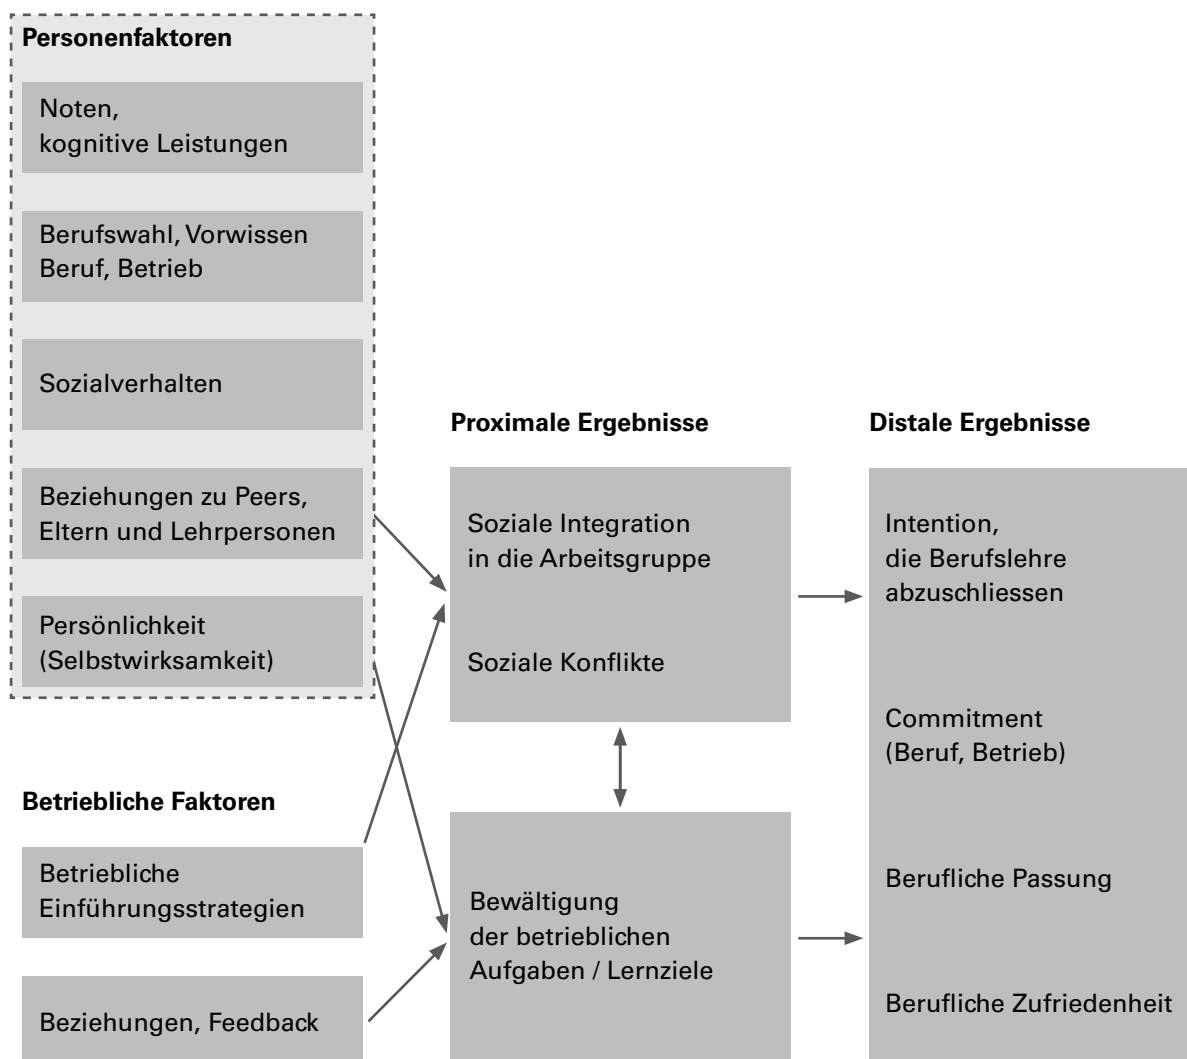 Personenfaktoren
Noten,
kognitive Leistungen
Berufswahl, Vorwissen
Beruf, Betrieb
Sozialverhalten
Beziehungen zu Peers,
Eltern und Lehrpersonen
Persönlichkeit
(Selbstwirksamkeit)
Betriebliche Faktoren
Betriebliche
Einführungsstrategien
Beziehungen, Feedback
Proximale Ergebnisse
Soziale Integration
in die Arbeitsgruppe
Soziale Konflikte
Bewältigung
der betrieblichen
Aufgaben / Lernziele
Distale Ergebnisse
Intention,
die Berufslehre
abzuschliessen
Commitment
(Beruf, Betrieb)
Berufliche Passung
Berufliche Zufriedenheit